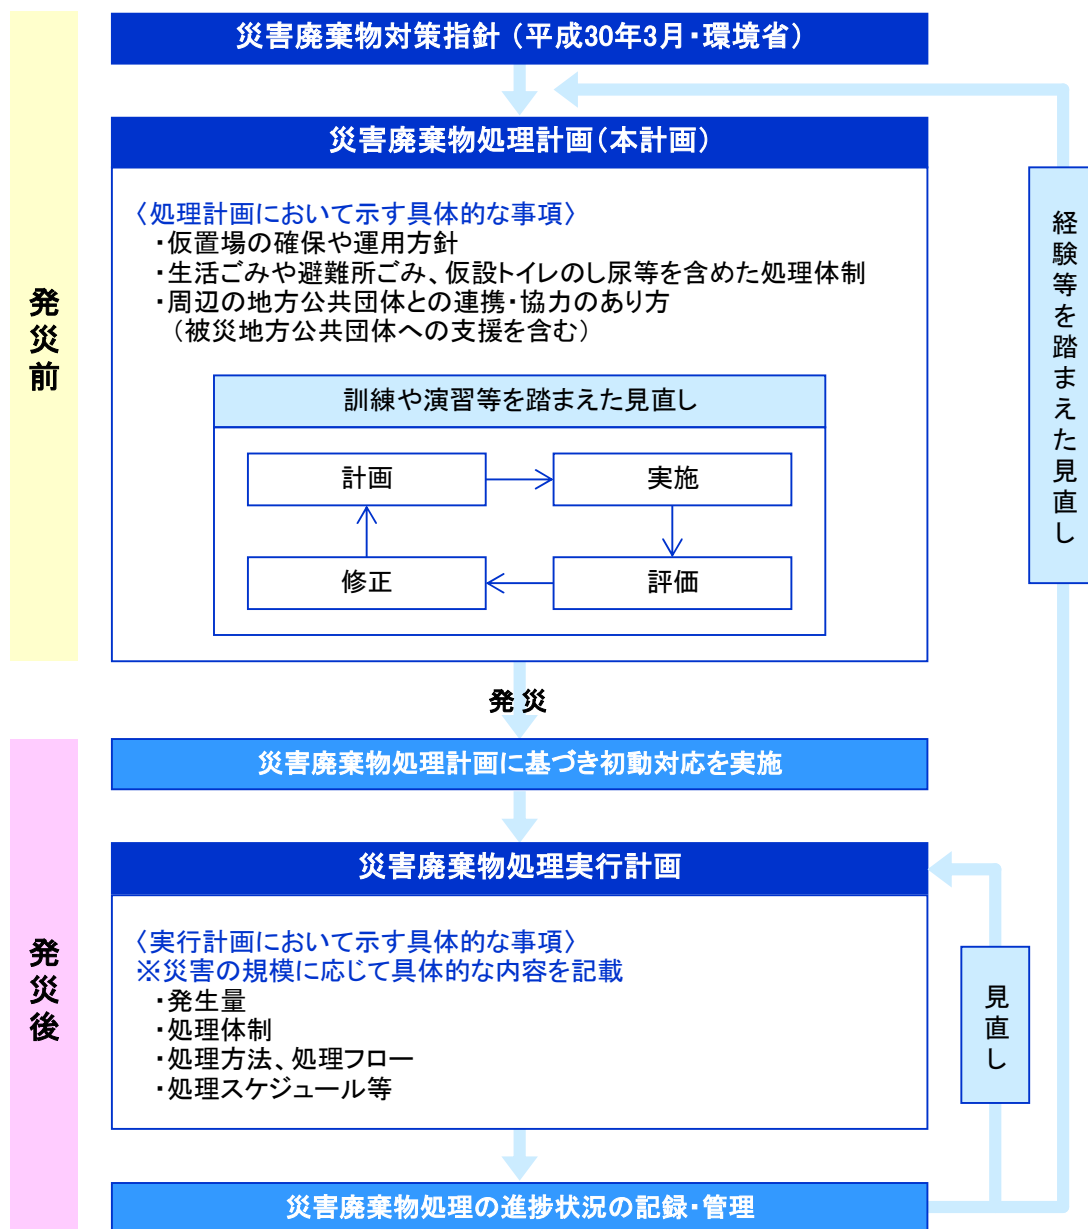 災害廃棄物対策指針（平成30年3月・環境省）
発災前
災害廃棄物処理計画（本計画）
〈処理計画において示す具体的な事項〉
・仮置場の確保や運用方針
・生活ごみや避難所ごみ、仮設トイレのし尿等を含めた処理体制
・周辺の地方公共団体との連携・協力のあり方
（被災地方公共団体への支援を含む）
訓練や演習等を踏まえた見直し
計画
実施
修正
評価
経験等を踏まえた見直し
発災
発災後
災害廃棄物処理計画に基づき初動対応を実施
災害廃棄物処理実行計画
〈実行計画において示す具体的な事項〉
※災害の規模に応じて具体的な内容を記載
・発生量
・処理体制
・処理方法、処理フロー
・処理スケジュール等
見直し
災害廃棄物処理の進捗状況の記録・管理